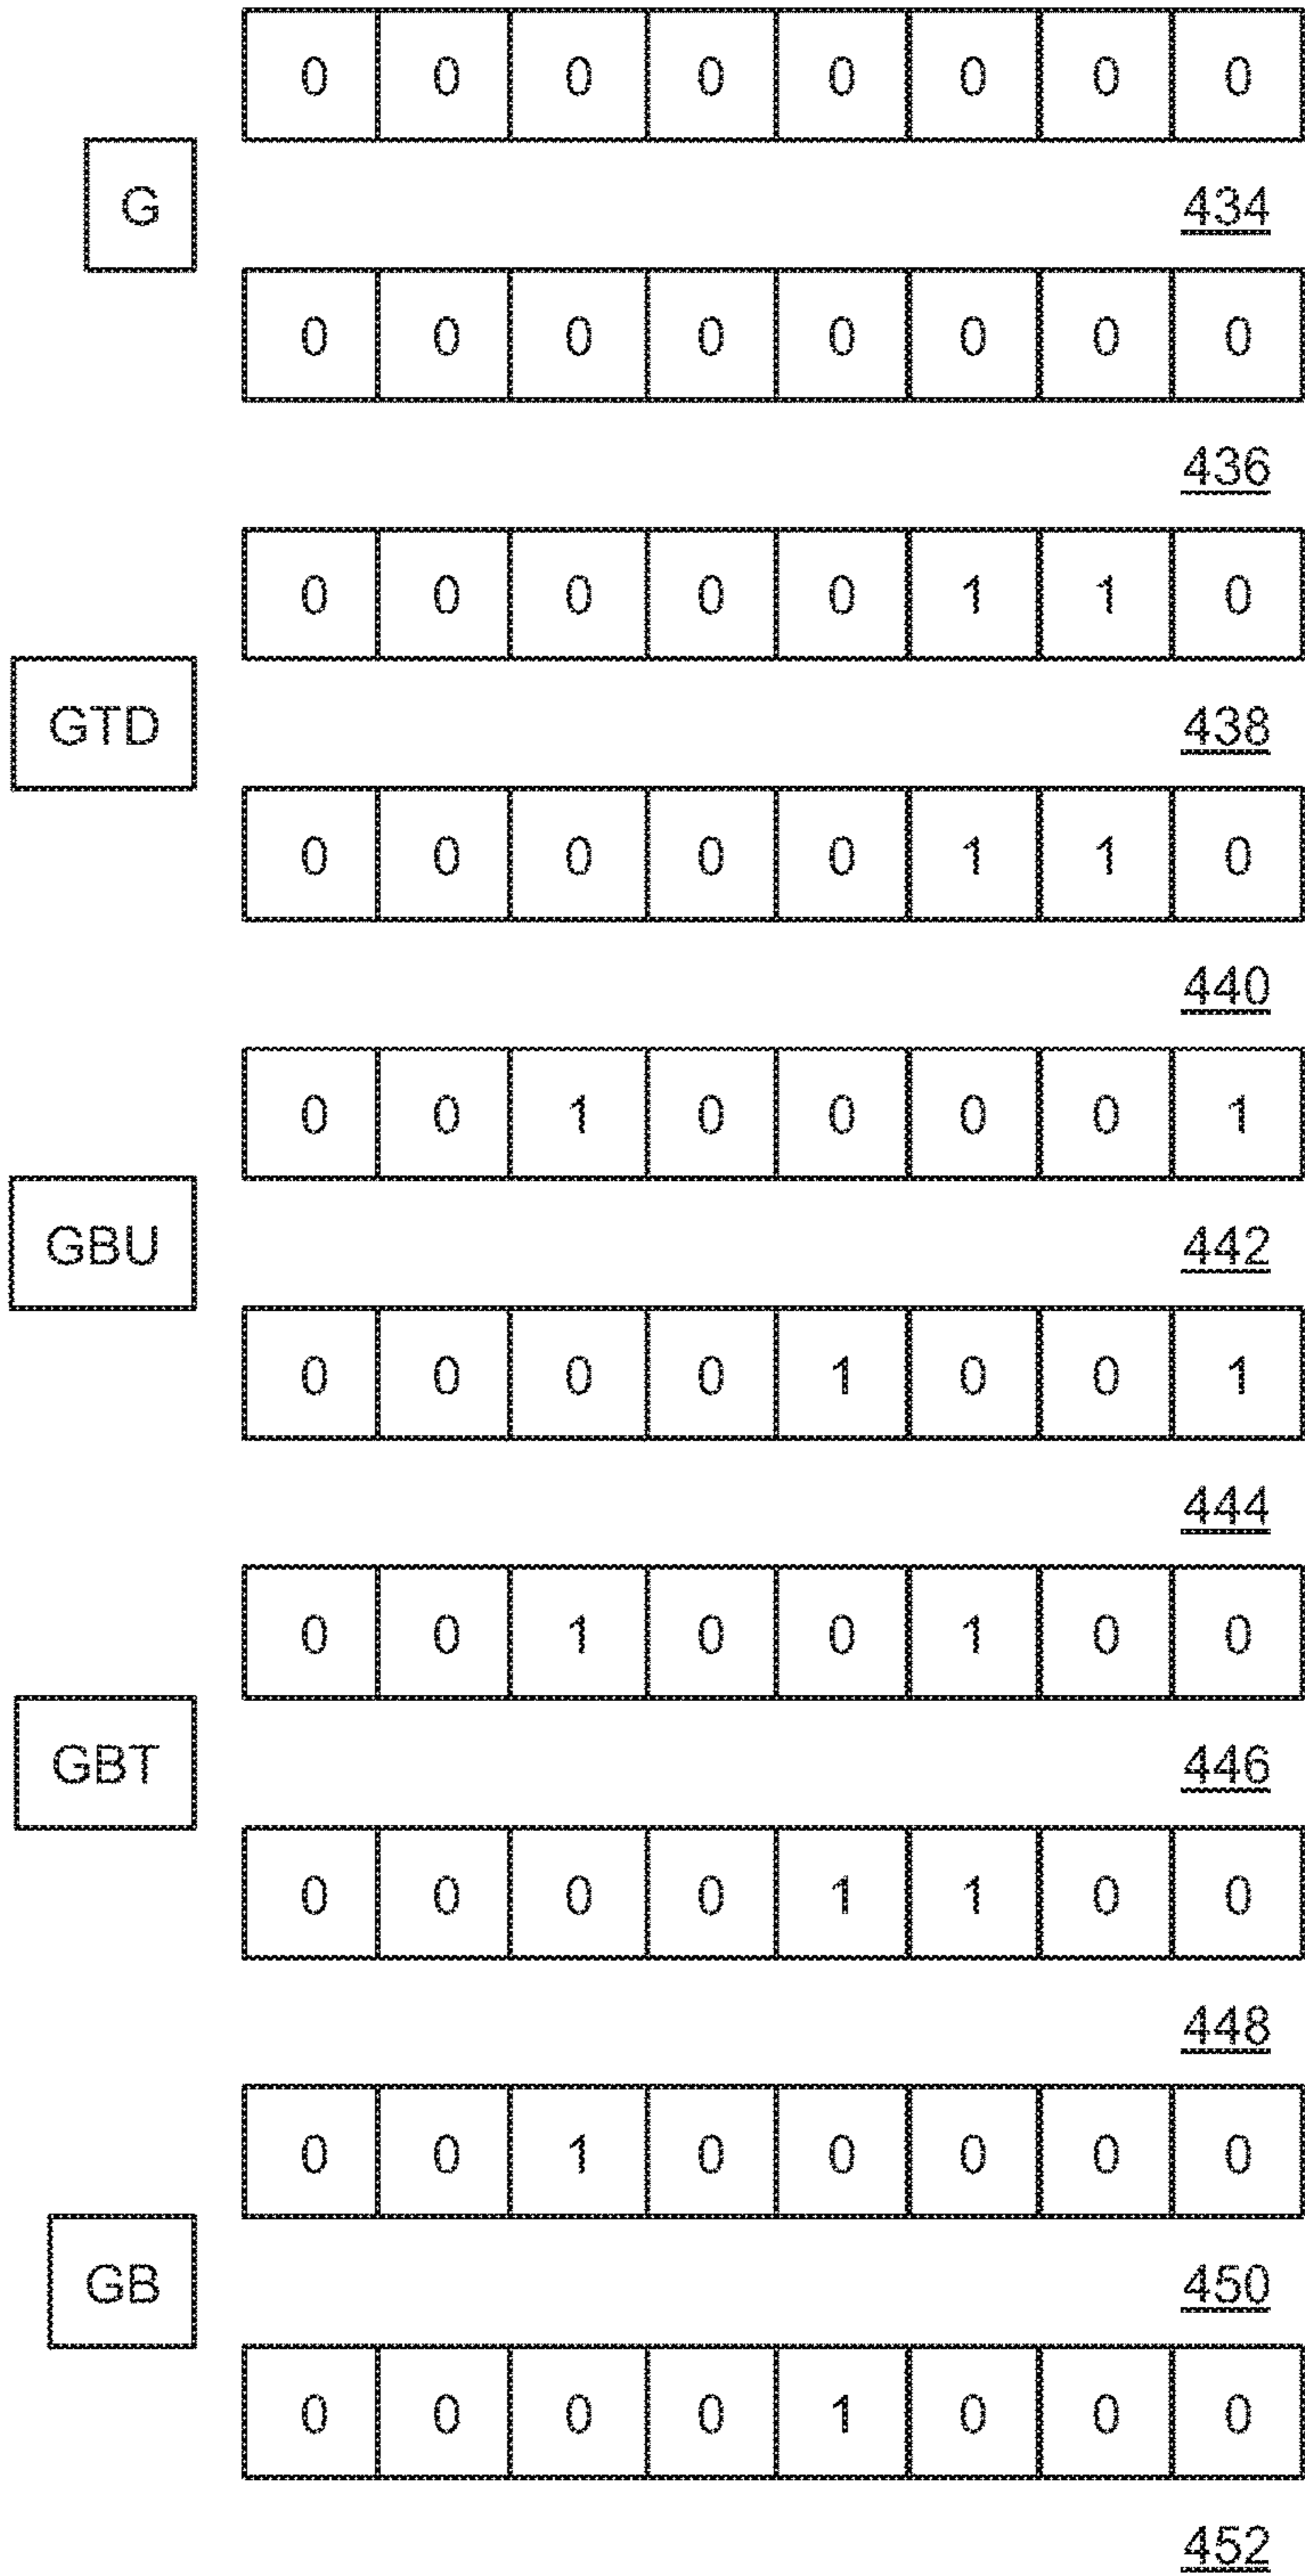 0 0 0 0 0 0 0 0
G
434
0 0 0 0 0 0 0 0
436
0 0 0 0 0 1 1 0
GTD
438
0 0 0 0 0 1 1 0
440
0 0 1 0 0 0 0 1
GBU
442
0 0 0 0 1 0 0 1
444
0 0 1 0 0 1 0 0
GBT
446
0 0 0 0 1 1 0 0
448
0 0 1 0 0 0 0 0
GB
450
0 0 0 0 1 0 0 0
452